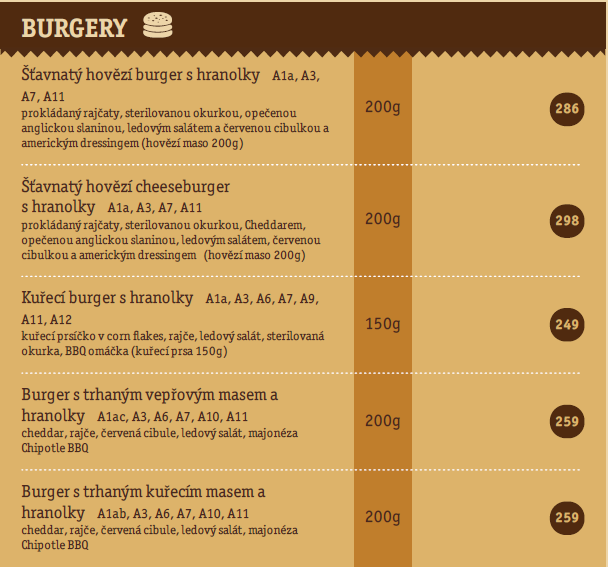 BURGERY
Šťavnatý hovězí burger s hranolky A1a, A3,
A7, A11
prokládaný rajčaty, sterilovanou okurkou, opečenou
anglickou slaninou, ledovým salátem a červenou cibulkou a
americkým dressingem (hovězí maso 200g)
200g
286
Šťavnatý hovězí cheeseburger
s hranolky A1a, A3, A7, A11
prokládaný rajčaty, sterilovanou okurkou, Cheddarem,
opečenou anglickou slaninou, ledovým salátem, červenou
cibulkou a americkým dressingem (hovězí maso 200g)
200g
298
Kuřecí burger s hranolky A1a, A3, A6, A7, A9,
A11, A12
kuřecí prsíčko v corn flakes, rajče, ledový salát, sterilovaná
okurka, BBQ omáčka (kuřecí prsa 150g)
150g
249
Burger s trhaným vepřovým masem a
hranolky A1ac, A3, A6, A7, A10, A11
cheddar, rajče, červená cibule, ledový salát, majonéza
Chipotle BBQ
200g
259
Burger s trhaným kuřecím masem a
hranolky A1ab, A3, A6, A7, A10, A11
cheddar, rajče, červená cibule, ledový salát, majonéza
Chipotle BBQ
200g
259